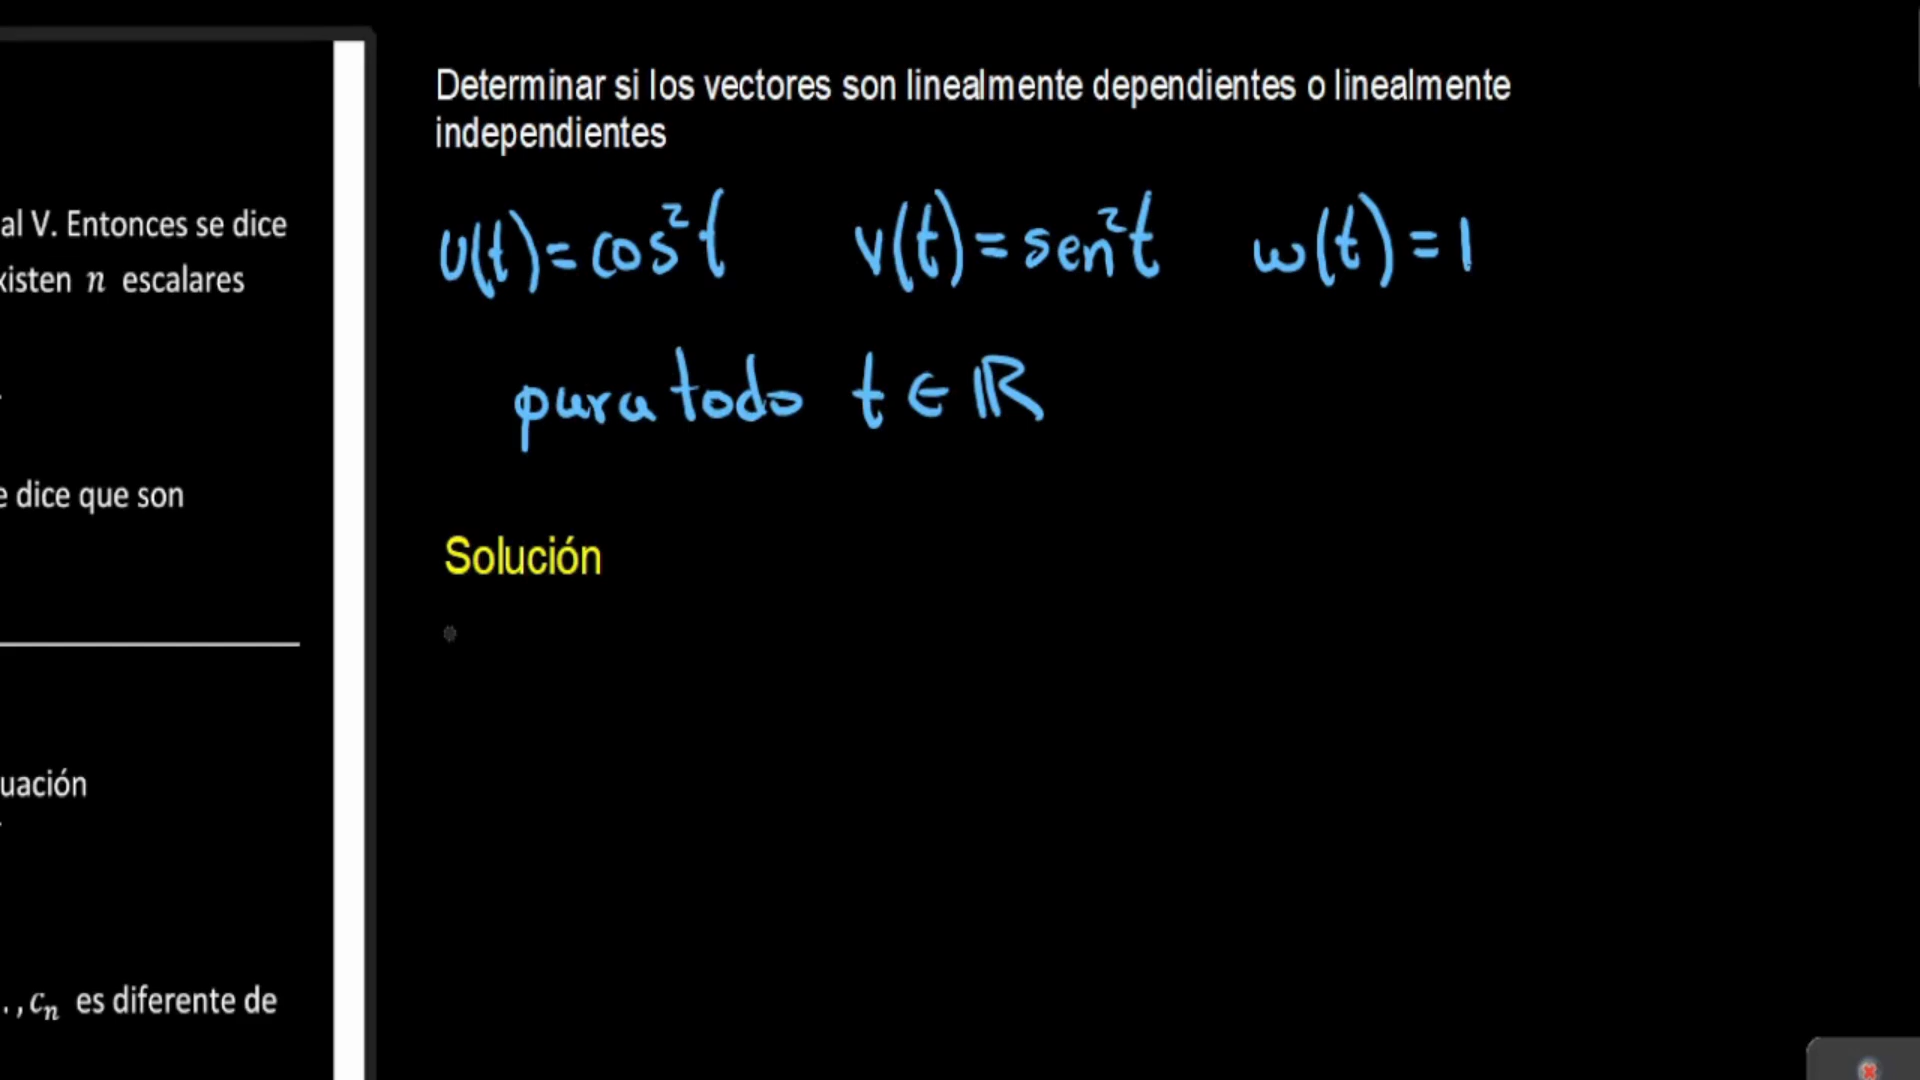 al V. Entonces se dice
xisten n escalares
e dice que son
uación
. , cₙ es diferente de
Determinar si los vectores son linealmente dependientes o linealmente
independientes
u(t) = cos²t v(t) = sen²t w(t) = 1
para todo t ∈ ℝ
Solución